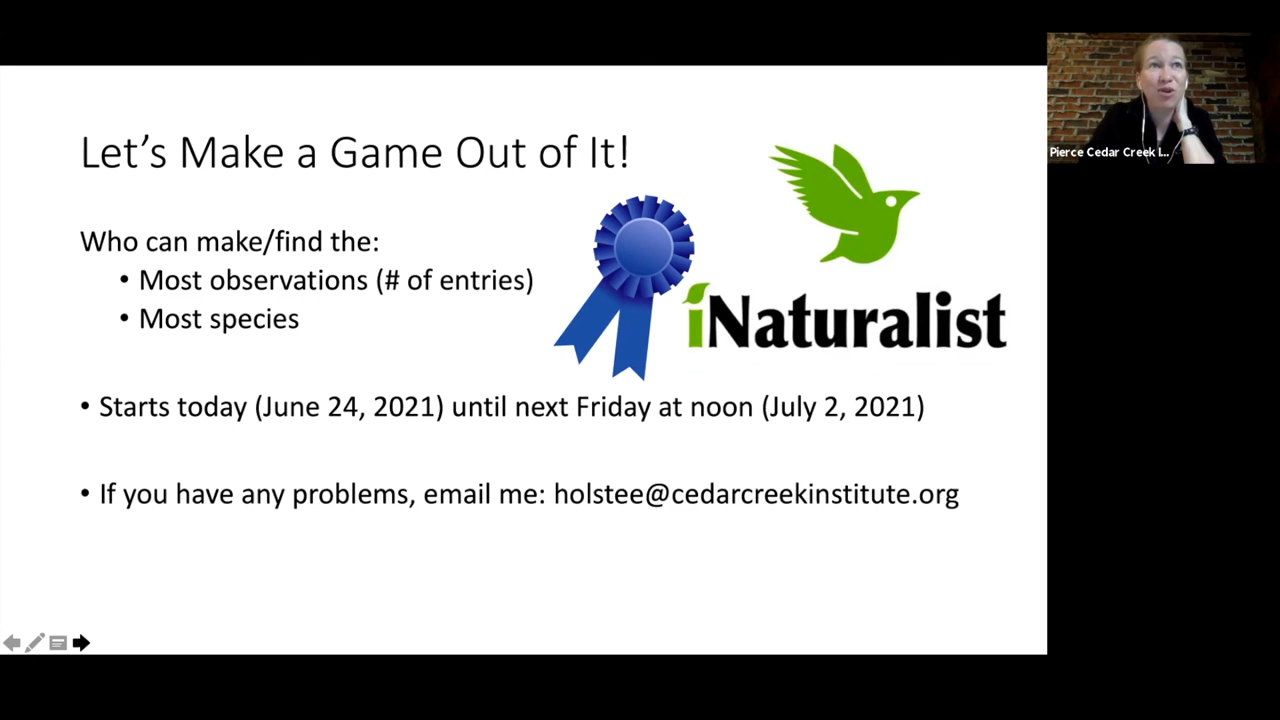 Let's Make a Game Out of It!
Who can make/find the:
• Most observations (# of entries)
• Most species
iNaturalist
• Starts today (June 24, 2021) until next Friday at noon (July 2, 2021)
• If you have any problems, email me: holstee@cedarcreekinstitute.org
Pierce Cedar Creek I...